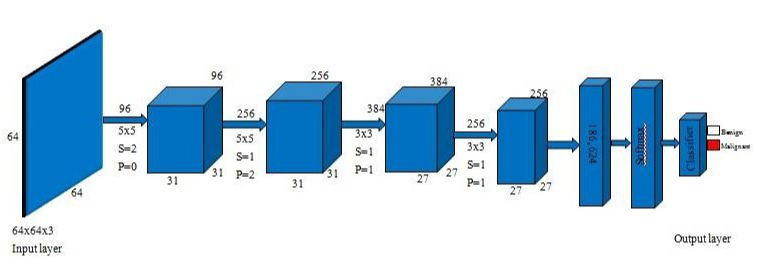 64
64
64x64x3
Input layer
96
5x5
S=2
P=0
96
31
31
256
5x5
S=1
P=2
256
31
31
384
3x3
S=1
P=1
384
27
27
256
3x3
S=1
P=1
256
27
27
186,624
Softmax
Classifier
Benign
Malignant
Output layer